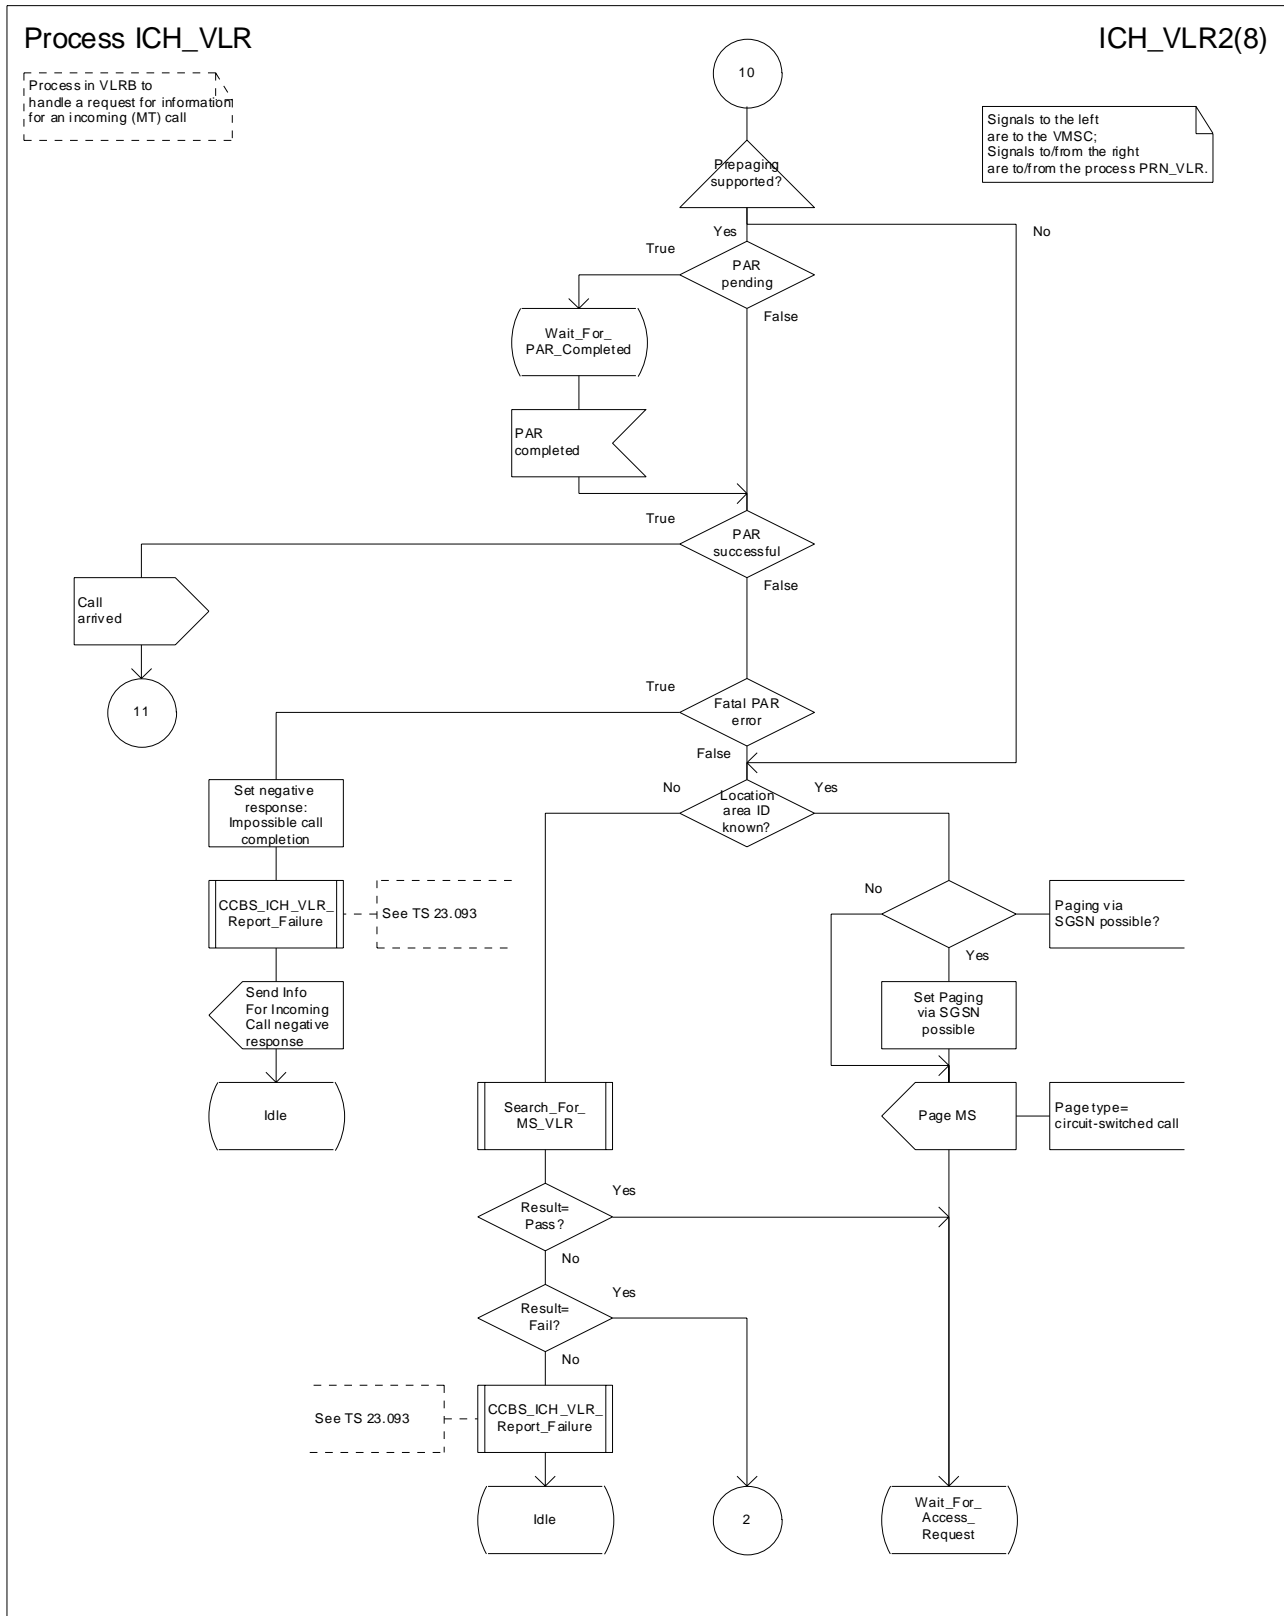 Process ICH_VLR
ICH_VLR2(8)
Process in VLRB to
handle a request for information
for an incoming (MT) call
10
Signals to the left
are to the VMSC;
Signals to/from the right
are to/from the process PRN_VLR.
Prepaging
supported?
Yes
No
True
PAR
pending
False
Wait_For_
PAR_Completed
PAR
completed
True
PAR
successful
False
Call
arrived
11
True
Fatal PAR
error
False
No
Yes
Location
area ID
known?
Set negative
response:
Impossible call
completion
CCBS_ICH_VLR_
Report_Failure
See TS 23.093
No
Paging via
SGSN possible?
Yes
Send Info
For Incoming
Call negative
response
Set Paging
via SGSN
possible
Idle
Search_For_
MS_VLR
Page MS
Page type=
circuit-switched call
Result=
Pass?
Yes
No
Result=
Fail?
Yes
No
See TS 23.093
CCBS_ICH_VLR_
Report_Failure
Idle
2
Wait_For_
Access_
Request